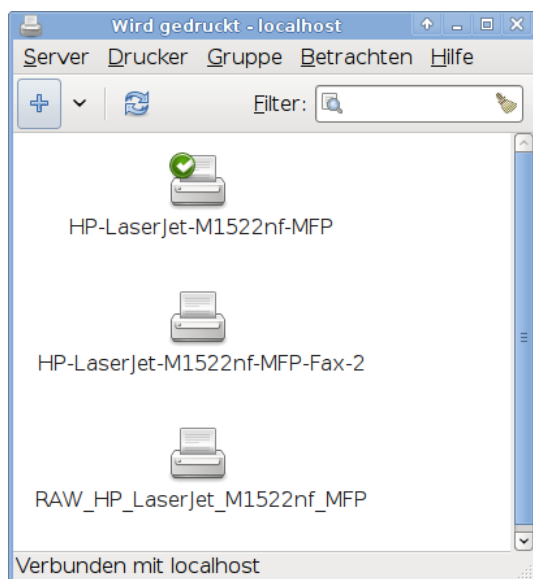 Wird gedruckt - localhost
Server Drucker Gruppe Betrachten Hilfe
Filter:
HP-LaserJet-M1522nf-MFP
HP-LaserJet-M1522nf-MFP-Fax-2
RAW_HP_LaserJet_M1522nf_MFP
Verbunden mit localhost